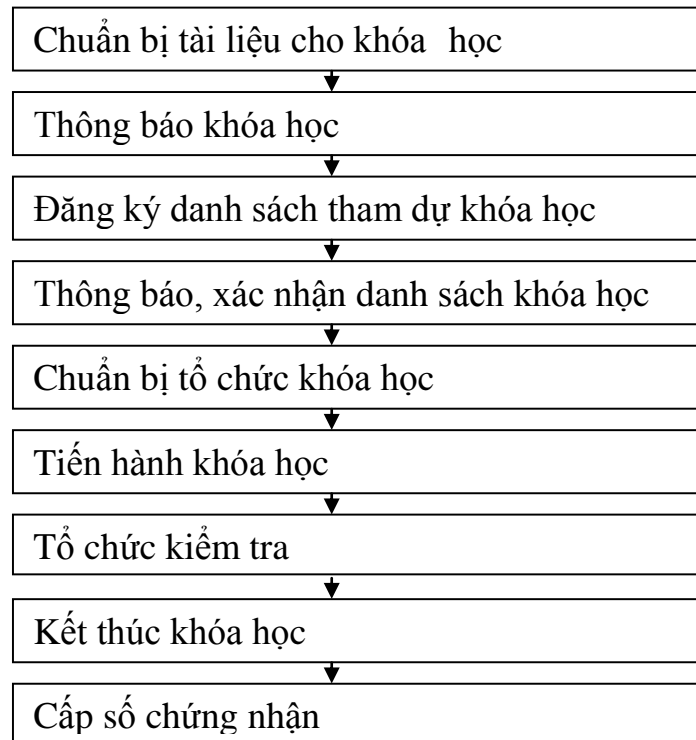 Chuẩn bị tài liệu cho khóa học
Thông báo khóa học
Đăng ký danh sách tham dự khóa học
Thông báo, xác nhận danh sách khóa học
Chuẩn bị tổ chức khóa học
Tiến hành khóa học
Tổ chức kiểm tra
Kết thúc khóa học
Cấp số chứng nhận